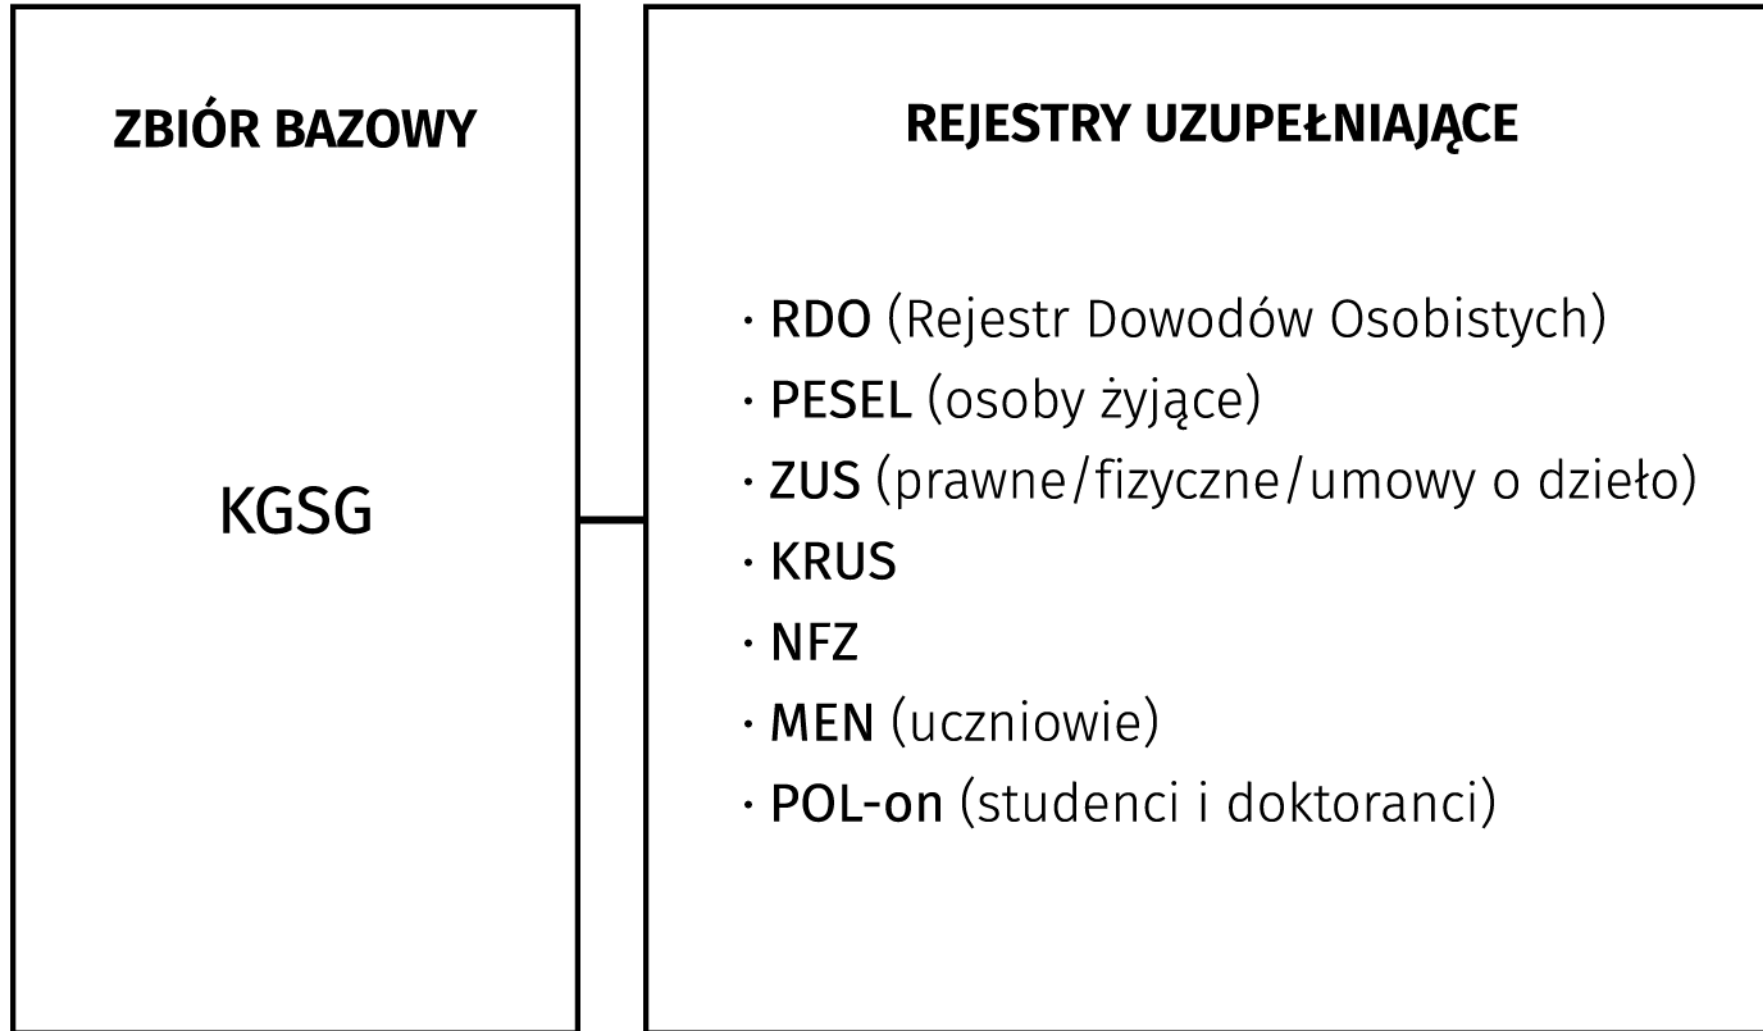 ZBIÓR BAZOWY
KGSG
REJESTRY UZUPEŁNIAJĄCE
· RDO (Rejestr Dowodów Osobistych)
· PESEL (osoby żyjące)
· ZUS (prawne/fizyczne/umowy o dzieło)
· KRUS
· NFZ
· MEN (uczniowie)
· POL-on (studenci i doktoranci)